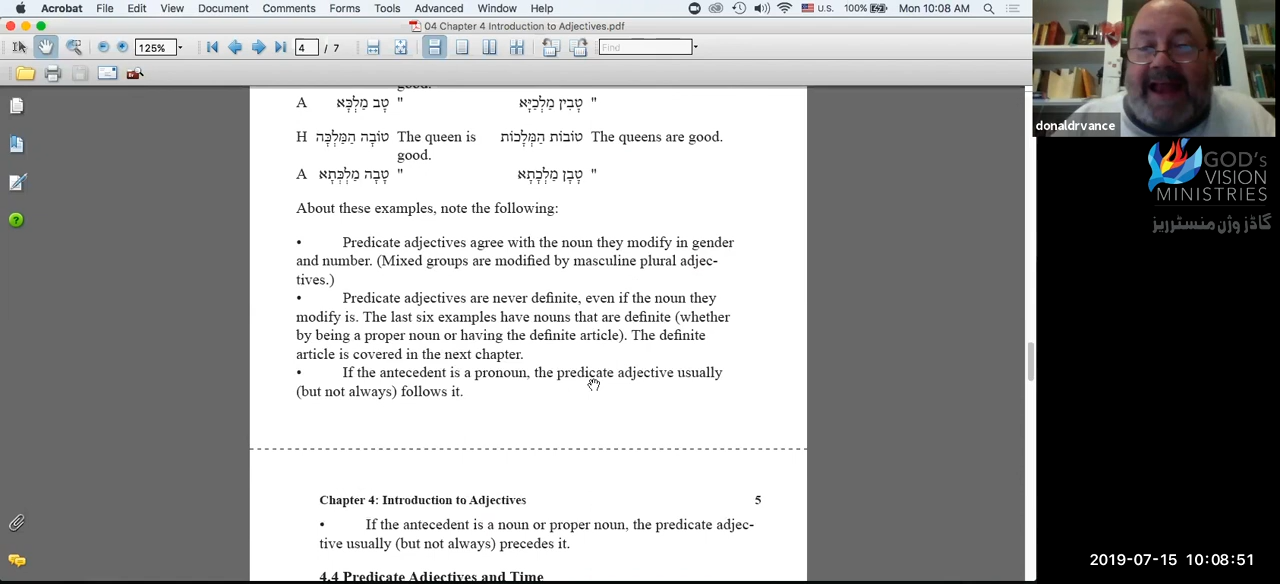 Acrobat File Edit View Document Comments Forms Tools Advanced Window Help U.S. 100% Mon 10:08 AM
04 Chapter 4 Introduction to Adjectives.pdf
125% 4 / 7 Find
good.
A טָב מַלְכָּא " טָבִין מַלְכַיָּא "
H טוֹבָה הַמַּלְכָּה The queen is טוֹבוֹת הַמְּלָכוֹת The queens are good.
good.
A טָבָה מַלְכְּתָא " טָבָן מַלְכָתָא "
About these examples, note the following:
• Predicate adjectives agree with the noun they modify in gender
and number. (Mixed groups are modified by masculine plural adjec-
tives.)
• Predicate adjectives are never definite, even if the noun they
modify is. The last six examples have nouns that are definite (whether
by being a proper noun or having the definite article). The definite
article is covered in the next chapter.
• If the antecedent is a pronoun, the predicate adjective usually
(but not always) follows it.
Chapter 4: Introduction to Adjectives 5
• If the antecedent is a noun or proper noun, the predicate adjec-
tive usually (but not always) precedes it.
4.4 Predicate Adjectives and Time
donaldrvance
GOD's
VISION
MINISTRIES
گاڈز وژن منسٹریز
2019-07-15 10:08:51